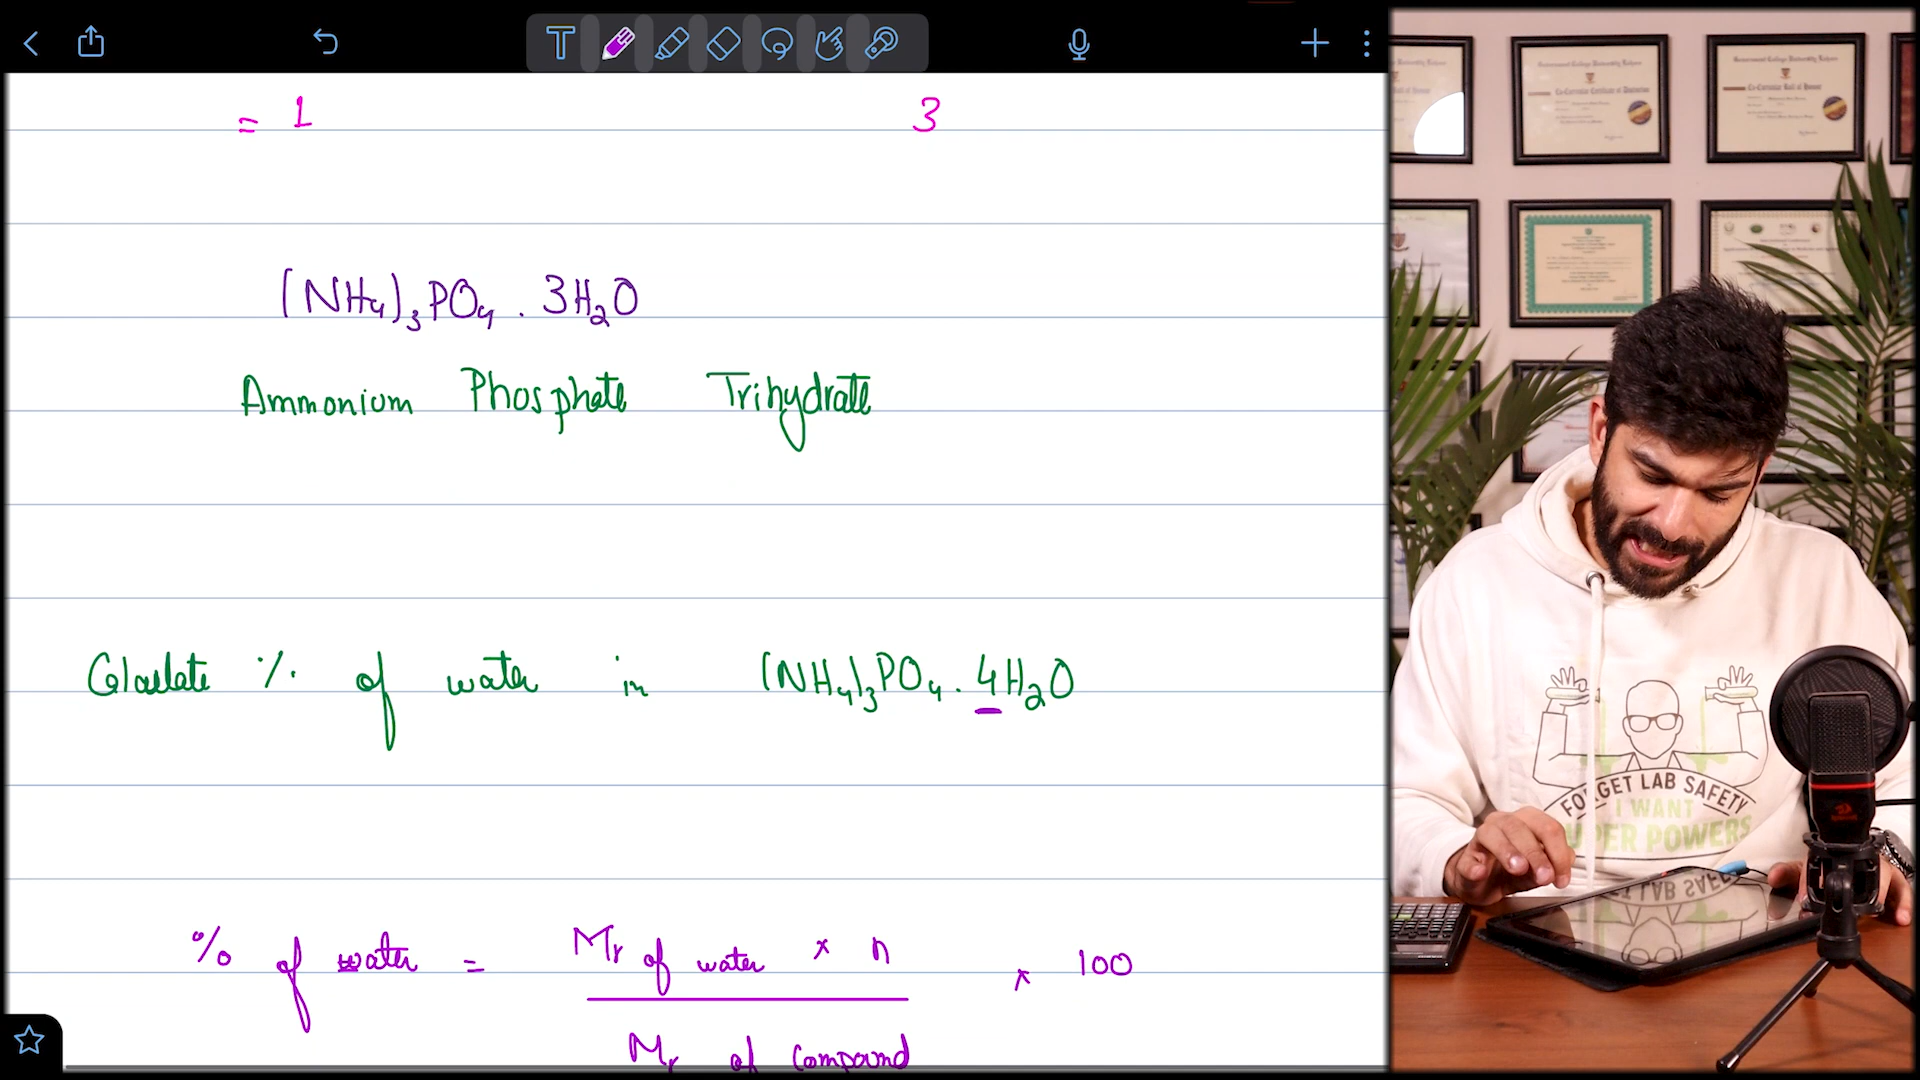 = 1 3
(NH₄)₃PO₄ . 3H₂O
Ammonium Phosphate Trihydrate
% of water in (NH₄)₃PO₄ . 4H₂O
% of water = Mr of water × n × 100
Mr of compound
FORGET LAB SAFETY
I WANT
SUPER POWERS